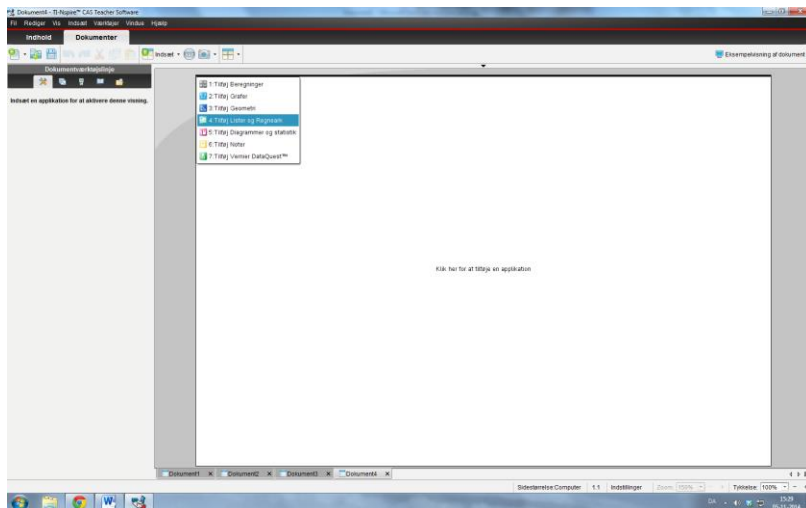 Dokument4 - TI-Nspire™ CAS Teacher Software
Fil Rediger Vis Indsæt Værktøjer Vindue Hjælp
Indhold Dokumenter
Indsæt
Eksempelvisning af dokument
Dokumentværktøjslinje
Indsæt en applikation for at aktivere denne visning.
1:Tilføj Beregninger
2:Tilføj Grafer
3:Tilføj Geometri
4:Tilføj Lister og Regneark
5:Tilføj Diagrammer og statistik
6:Tilføj Noter
7:Tilføj Vernier DataQuest™
Klik her for at tilføje en applikation
Dokument1 Dokument2 Dokument3 Dokument4
Sidestørrelse:Computer 1.1 Indstillinger Zoom: 150% Tykkelse: 100%
DA 15:29